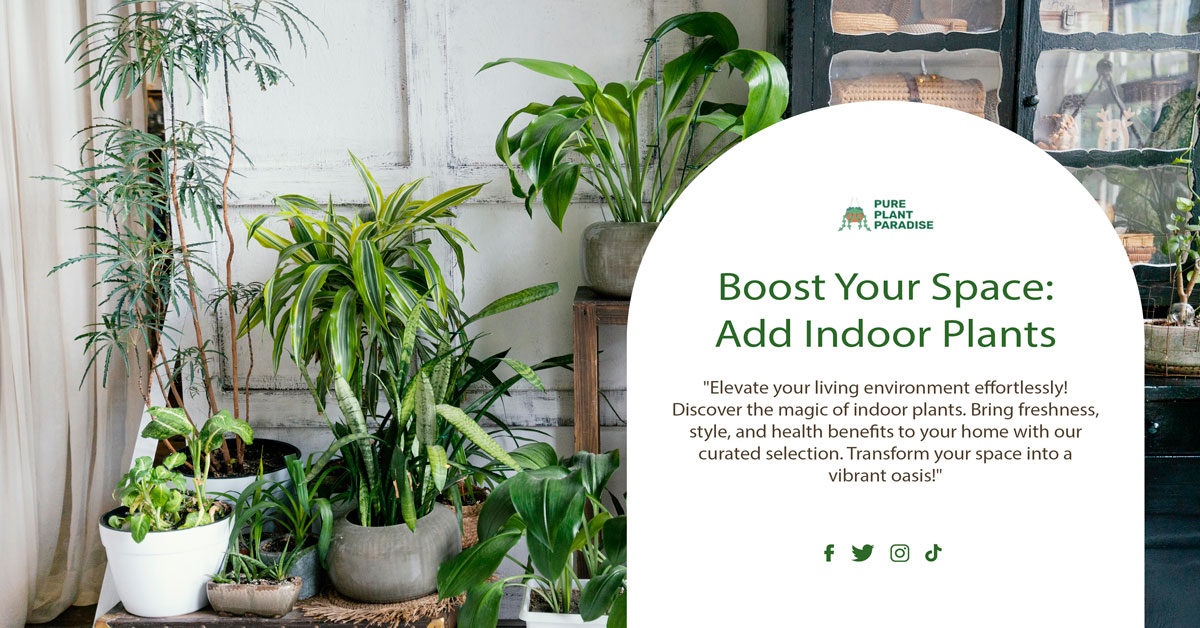 PURE
PLANT
PARADISE
Boost Your Space:
Add Indoor Plants
"Elevate your living environment effortlessly!
Discover the magic of indoor plants. Bring freshness,
style, and health benefits to your home with our
curated selection. Transform your space into a
vibrant oasis!"